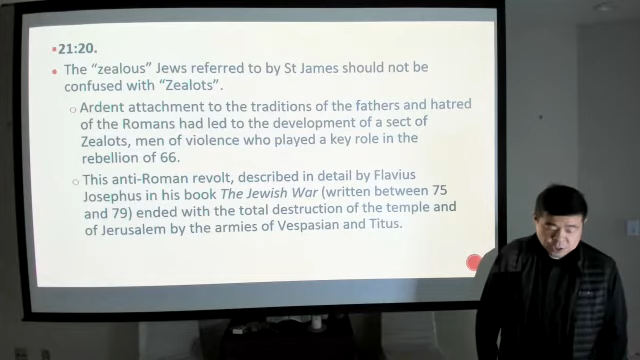 21:20.
The “zealous” Jews referred to by St James should not be
confused with “Zealots”.
Ardent attachment to the traditions of the fathers and hatred
of the Romans had led to the development of a sect of
Zealots, men of violence who played a key role in the
rebellion of 66.
This anti-Roman revolt, described in detail by Flavius
Josephus in his book The Jewish War (written between 75
and 79) ended with the total destruction of the temple and
of Jerusalem by the armies of Vespasian and Titus.